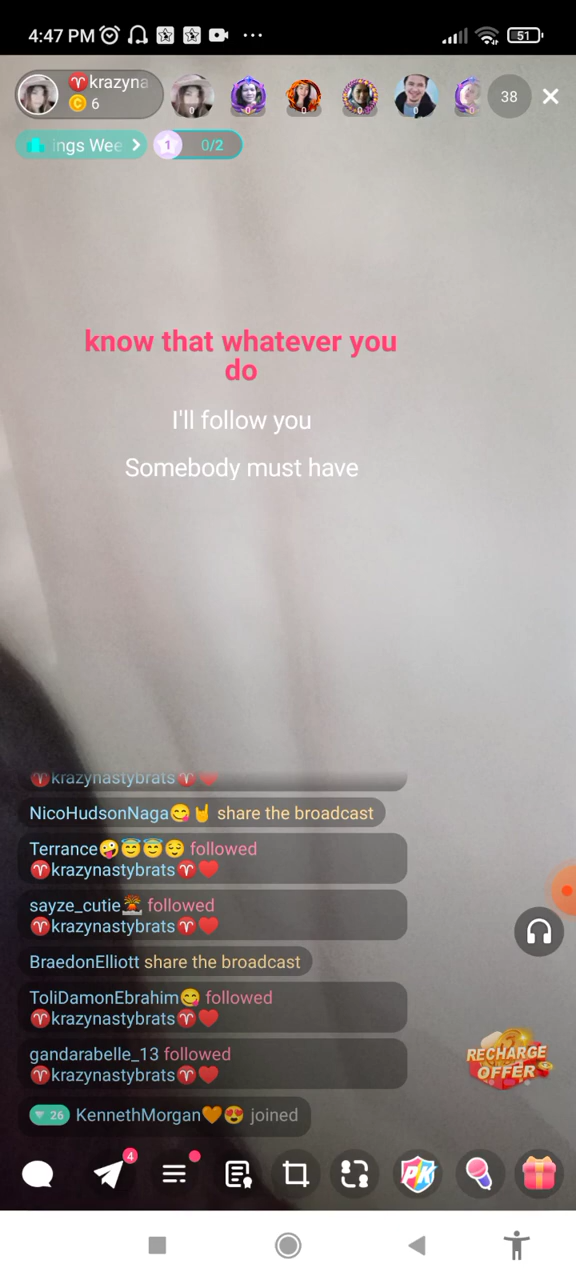 4:47 PM
51
krazyna
6
38
ings Wee
1
0/2
know that whatever you
do
I'll follow you
Somebody must have
krazynastybrats
NicoHudsonNaga share the broadcast
Terrance followed
krazynastybrats
sayze_cutie followed
krazynastybrats
BraedonElliott share the broadcast
ToliDamonEbrahim followed
krazynastybrats
gandarabelle_13 followed
krazynastybrats
RECHARGE
OFFER
26 KennethMorgan joined
4
PK